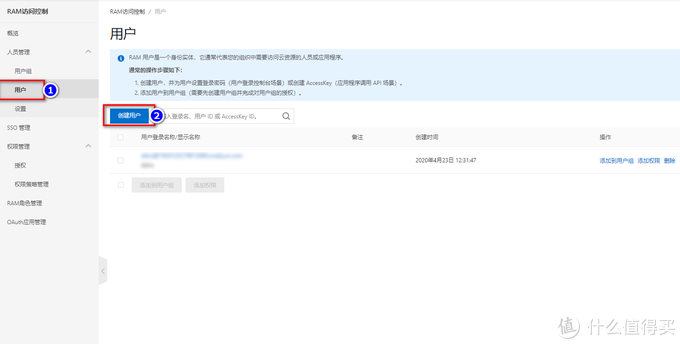 RAM访问控制
概览
人员管理
用户组
用户
1
设置
SSO 管理
权限管理
授权
权限策略管理
RAM角色管理
OAuth应用管理
RAM访问控制 / 用户
用户
RAM 用户是一个身份实体，它通常代表您的组织中需要访问云资源的人员或应用程序。
通常的操作步骤如下：
1. 创建用户，并为用户设置登录密码（用户登录控制台场景）或创建 AccessKey（应用程序调用 API 场景）。
2. 添加用户到用户组（需要先创建用户组并完成对用户组的授权）。
创建用户
2
入登录名、用户 ID 或 AccessKey ID。
用户登录名称/显示名称
备注
创建时间
操作
2020年4月23日 12:31:47
添加到用户组 添加权限 删除
添加到用户组
添加权限
值 什么值得买